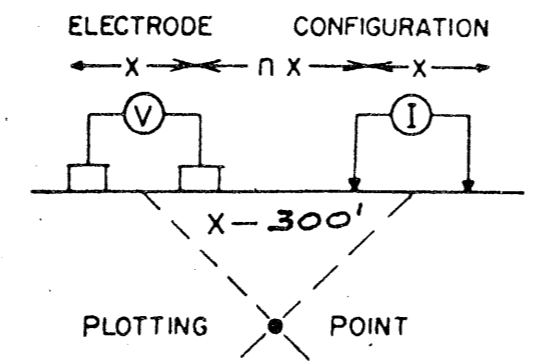 ELECTRODE CONFIGURATION
X n X X
V I
X - 300'
PLOTTING POINT